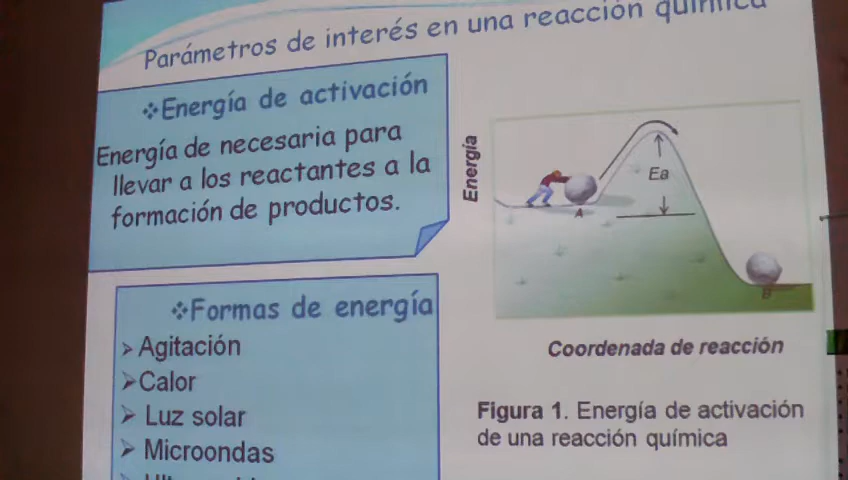 Parámetros de interés en una reacción química
❖Energía de activación
Energía de necesaria para
llevar a los reactantes a la
formación de productos.
❖Formas de energía
➢Agitación
➢Calor
➢ Luz solar
➢ Microondas
Energía
Ea
A
B
Coordenada de reacción
Figura 1. Energía de activación
de una reacción química